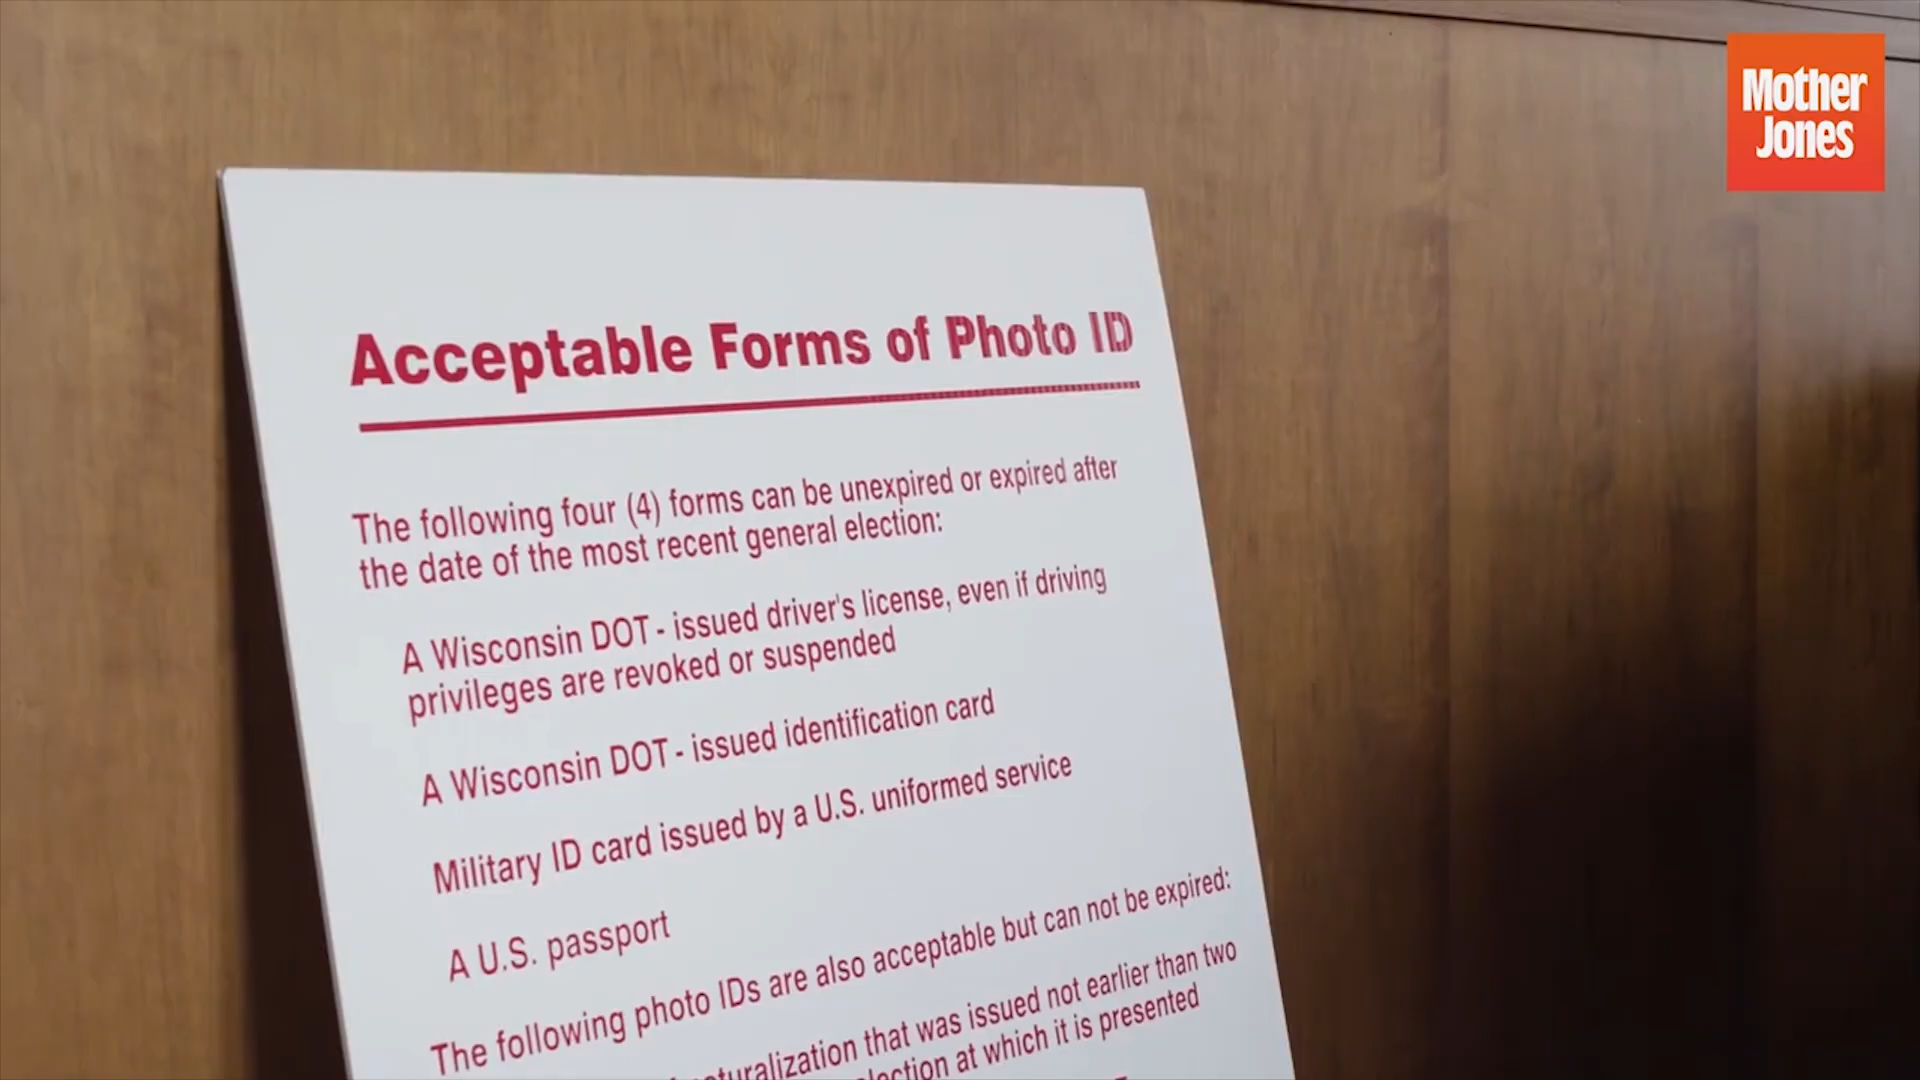 Mother
Jones
Acceptable Forms of Photo ID
The following four (4) forms can be unexpired or expired after
the date of the most recent general election:
A Wisconsin DOT - issued driver's license, even if driving
privileges are revoked or suspended
A Wisconsin DOT - issued identification card
Military ID card issued by a U.S. uniformed service
A U.S. passport
The following photo IDs are also acceptable but can not be expired:
that was issued not earlier than two
at which it is presented